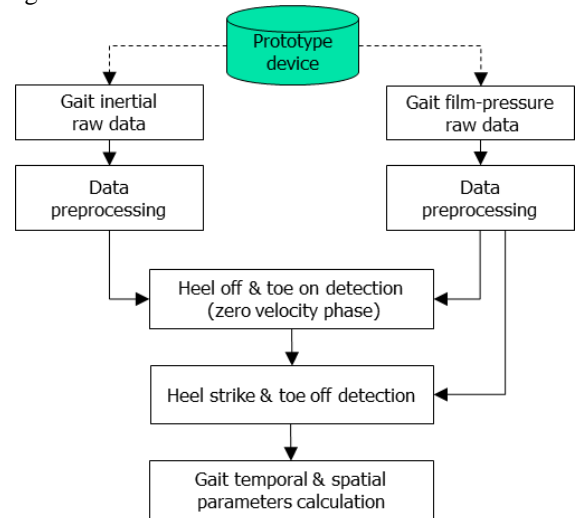 Prototype
device
Gait inertial
raw data
Gait film-pressure
raw data
Data
preprocessing
Data
preprocessing
Heel off & toe on detection
(zero velocity phase)
Heel strike & toe off detection
Gait temporal & spatial
parameters calculation